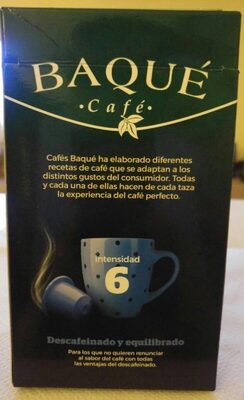 BAQUÉ
· Café ·
Cafés Baqué ha elaborado diferentes
recetas de café que se adaptan a los
distintos gustos del consumidor. Todas
y cada una de ellas hacen de cada taza
la experiencia del café perfecto.
Intensidad
6
Descafeinado y equilibrado
Para los que no quieren renunciar
al sabor del café con todas
las ventajas del descafeinado.